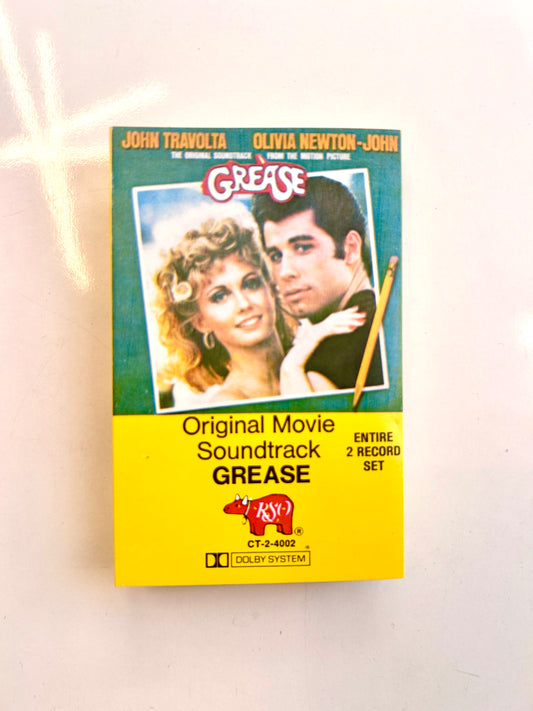 JOHN TRAVOLTA OLIVIA NEWTON-JOHN
THE ORIGINAL SOUNDTRACK FROM THE MOTION PICTURE
GREASE
Original Movie
Soundtrack
GREASE
ENTIRE
2 RECORD
SET
RSO
®
CT-2-4002
DOLBY SYSTEM
®